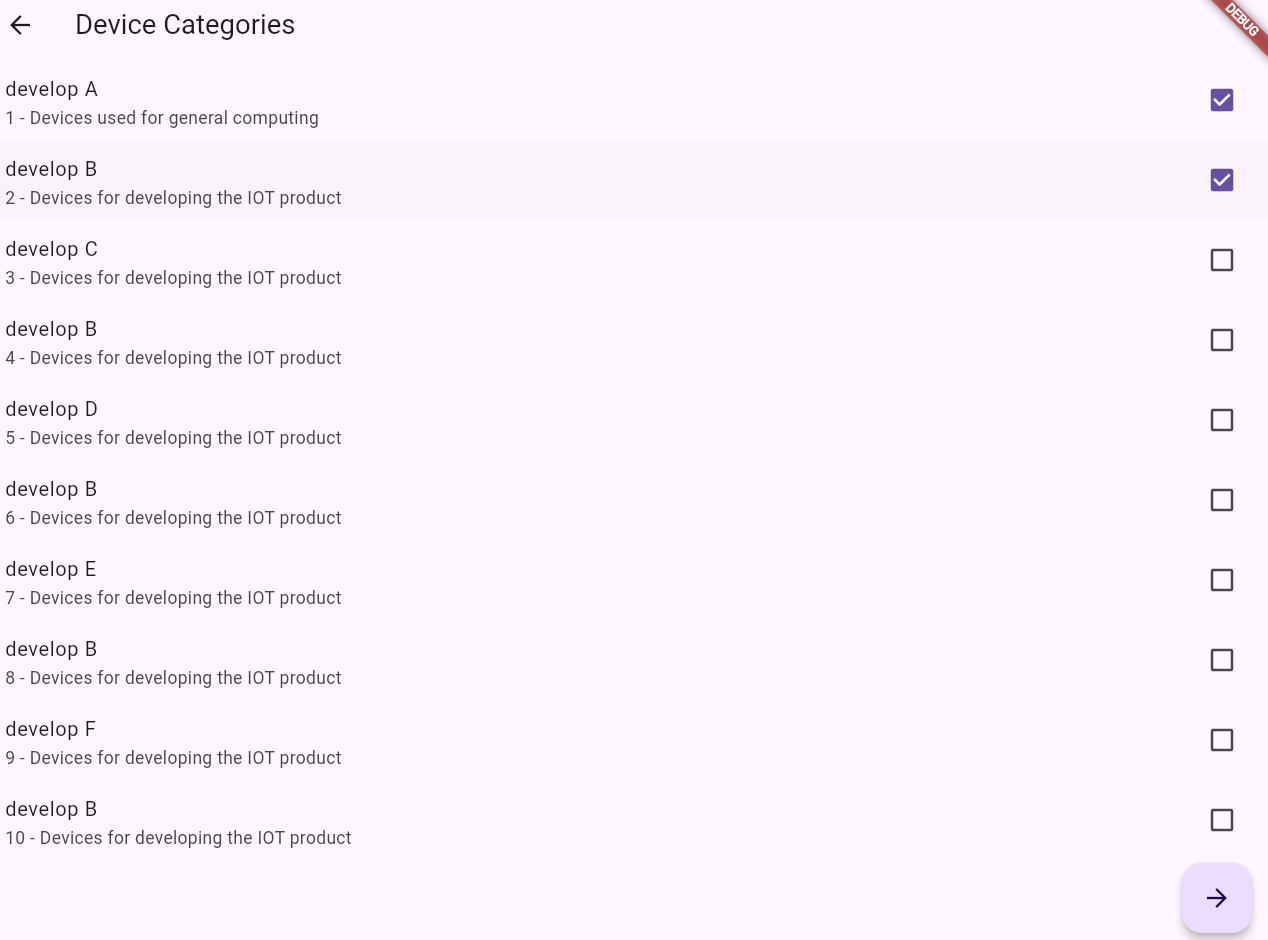 Device Categories
DEBUG
develop A
1 - Devices used for general computing
develop B
2 - Devices for developing the IOT product
develop C
3 - Devices for developing the IOT product
develop B
4 - Devices for developing the IOT product
develop D
5 - Devices for developing the IOT product
develop B
6 - Devices for developing the IOT product
develop E
7 - Devices for developing the IOT product
develop B
8 - Devices for developing the IOT product
develop F
9 - Devices for developing the IOT product
develop B
10 - Devices for developing the IOT product